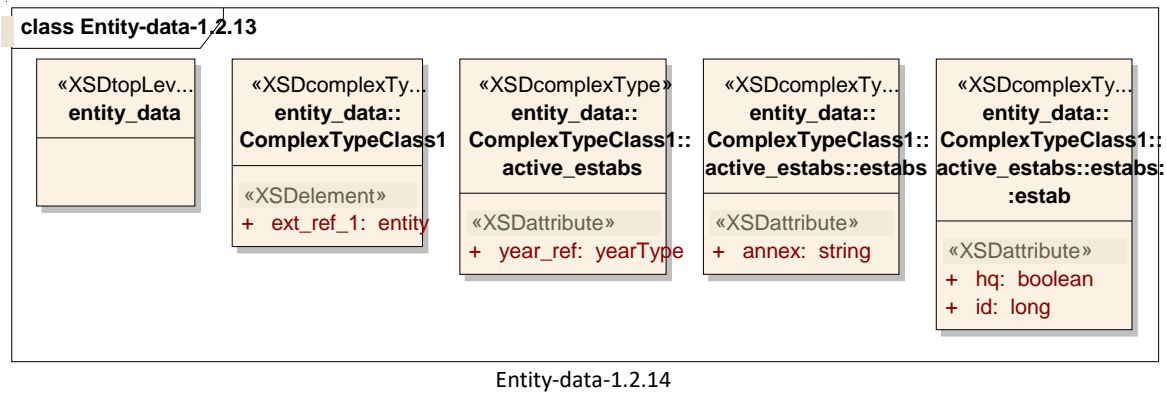 class Entity-data-1.2.13
«XSDtopLev...
entity_data
«XSDcomplexTy...
entity_data::
ComplexTypeClass1
«XSDelement»
+ ext_ref_1: entity
«XSDcomplexType»
entity_data::
ComplexTypeClass1::
active_estabs
«XSDattribute»
+ year_ref: yearType
«XSDcomplexTy...
entity_data::
ComplexTypeClass1::
active_estabs::estabs
«XSDattribute»
+ annex: string
«XSDcomplexTy...
entity_data::
ComplexTypeClass1::
active_estabs::estabs:
:estab
«XSDattribute»
+ hq: boolean
+ id: long
Entity-data-1.2.14